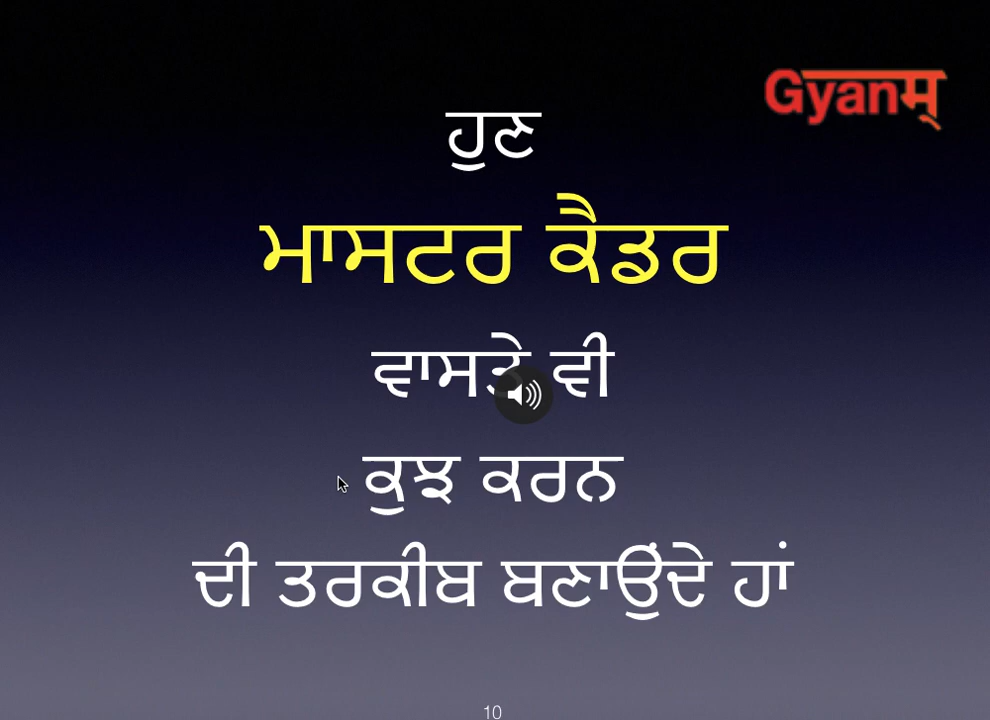 Gyanम्
ਹੁਣ
ਮਾਸਟਰ ਕੈਡਰ
ਵਾਸਤੇ ਵੀ
ਕੁਝ ਕਰਨ
ਦੀ ਤਰਕੀਬ ਬਣਾਉਂਦੇ ਹਾਂ
10